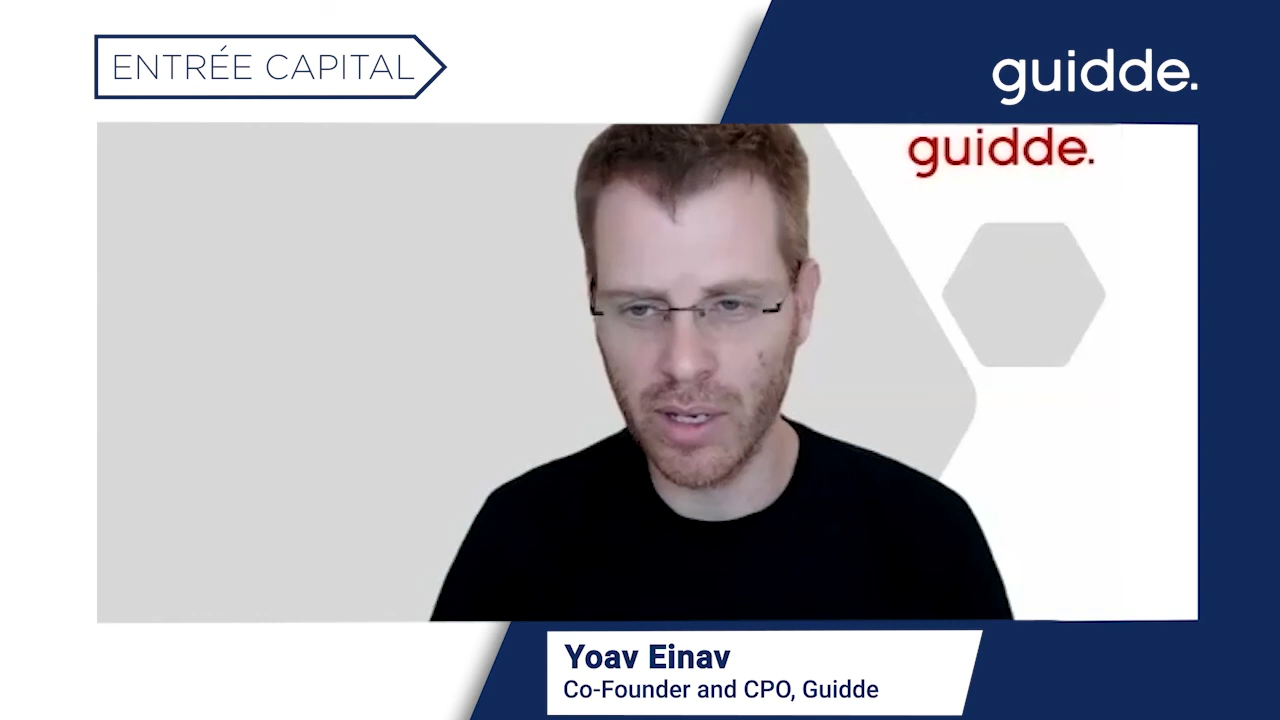 ENTRÉE CAPITAL
guidde.
guidde.
Yoav Einav
Co-Founder and CPO, Guidde